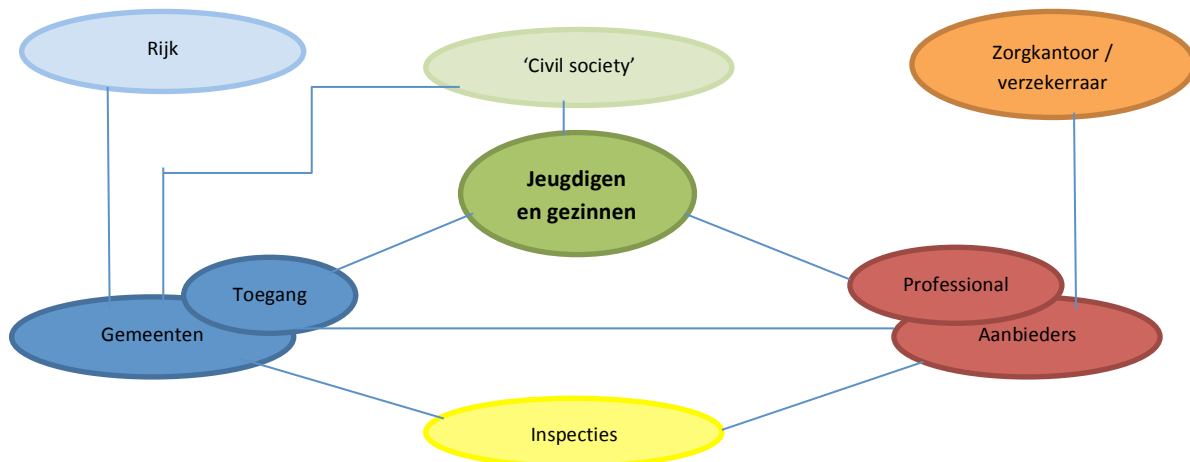 Rijk
‘Civil society’
Zorgkantoor /
verzekerraar
Jeugdigen
en gezinnen
Toegang
Professional
Gemeenten
Aanbieders
Inspecties